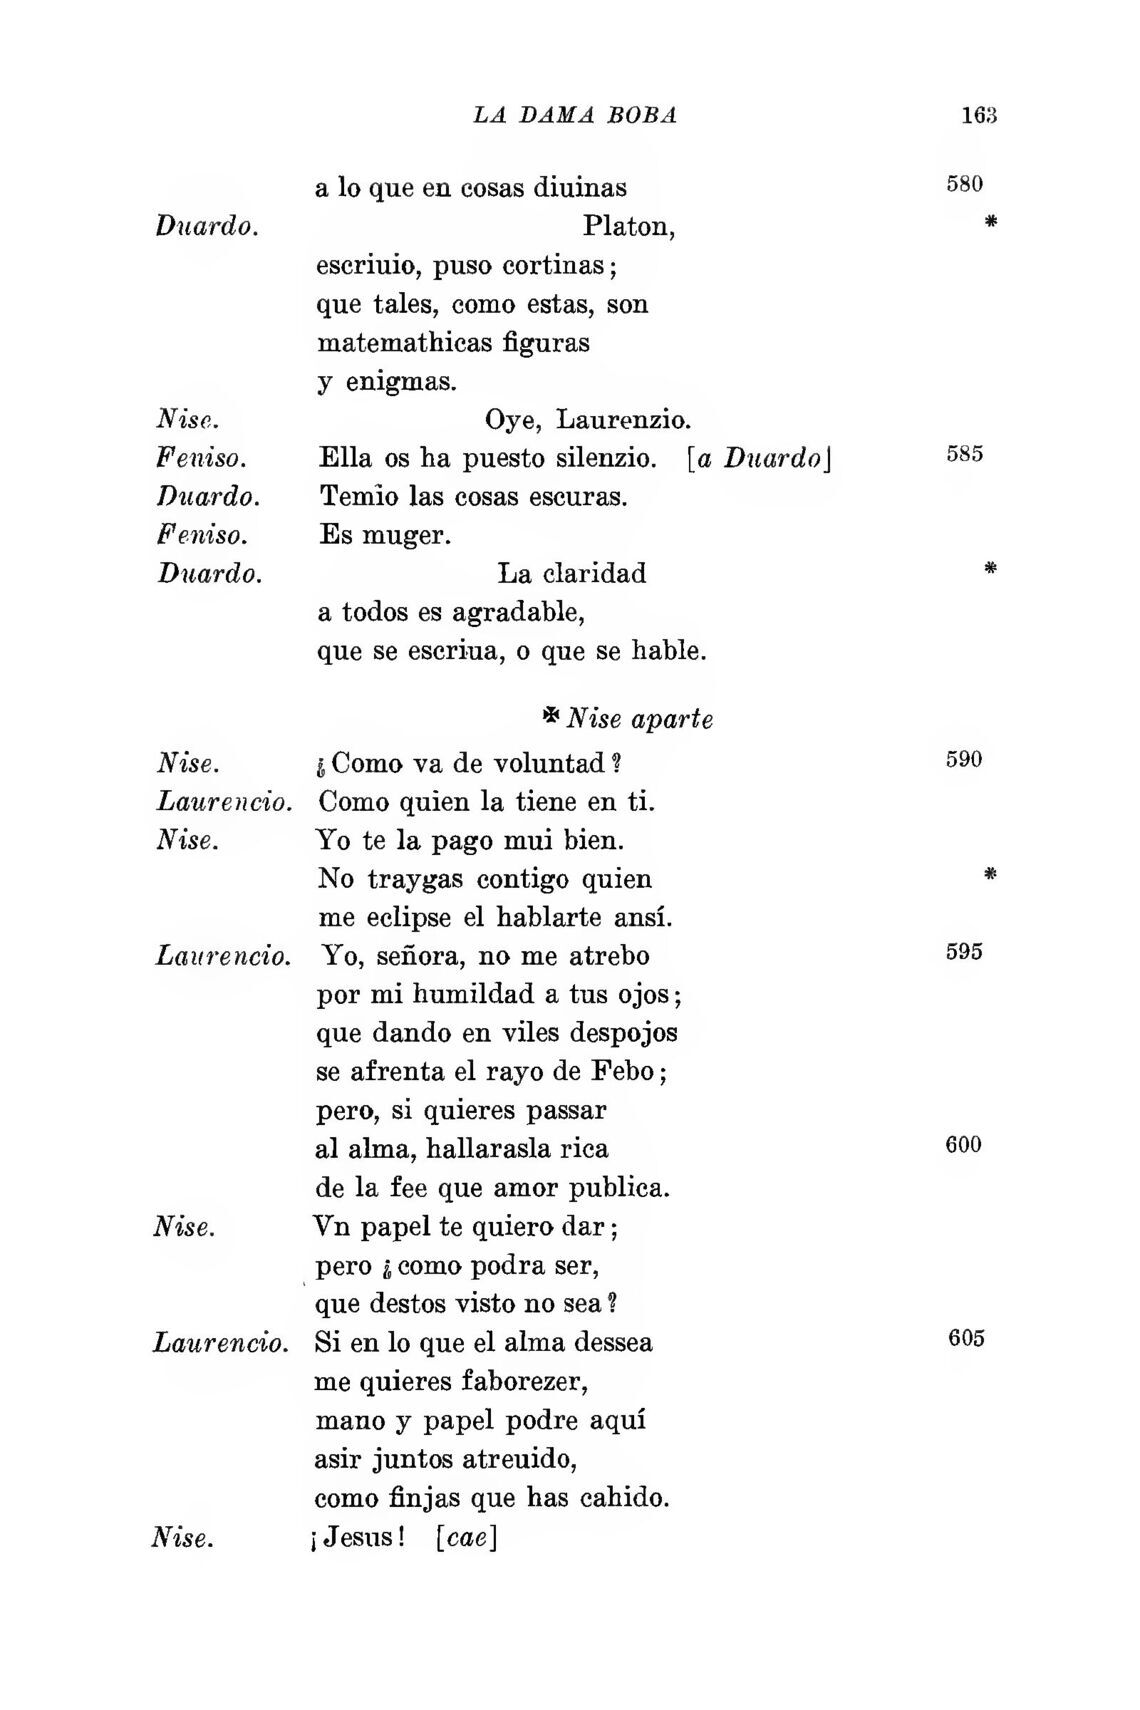 LA DAMA BOBA 163
a lo que en cosas diuinas 580
Duardo. Platon, *
escriuio, puso cortinas;
que tales, como estas, son
matemathicas figuras
y enigmas.
Nise. Oye, Laurenzio.
Feniso. Ella os ha puesto silenzio. [a Duardo] 585
Duardo. Temio las cosas escuras.
Feniso. Es muger.
Duardo. La claridad *
a todos es agradable,
que se escriua, o que se hable.
✠ Nise aparte
Nise. ¿Como va de voluntad? 590
Laurencio. Como quien la tiene en ti.
Nise. Yo te la pago mui bien.
No traygas contigo quien *
me eclipse el hablarte ansí.
Laurencio. Yo, señora, no me atrebo 595
por mi humildad a tus ojos;
que dando en viles despojos
se afrenta el rayo de Febo;
pero, si quieres passar
al alma, hallarasla rica 600
de la fee que amor publica.
Nise. Vn papel te quiero dar;
pero ¿como podra ser,
que destos visto no sea?
Laurencio. Si en lo que el alma dessea 605
me quieres faborezer,
mano y papel podre aquí
asir juntos atreuido,
como finjas que has cahido.
Nise. ¡Jesus! [cae]